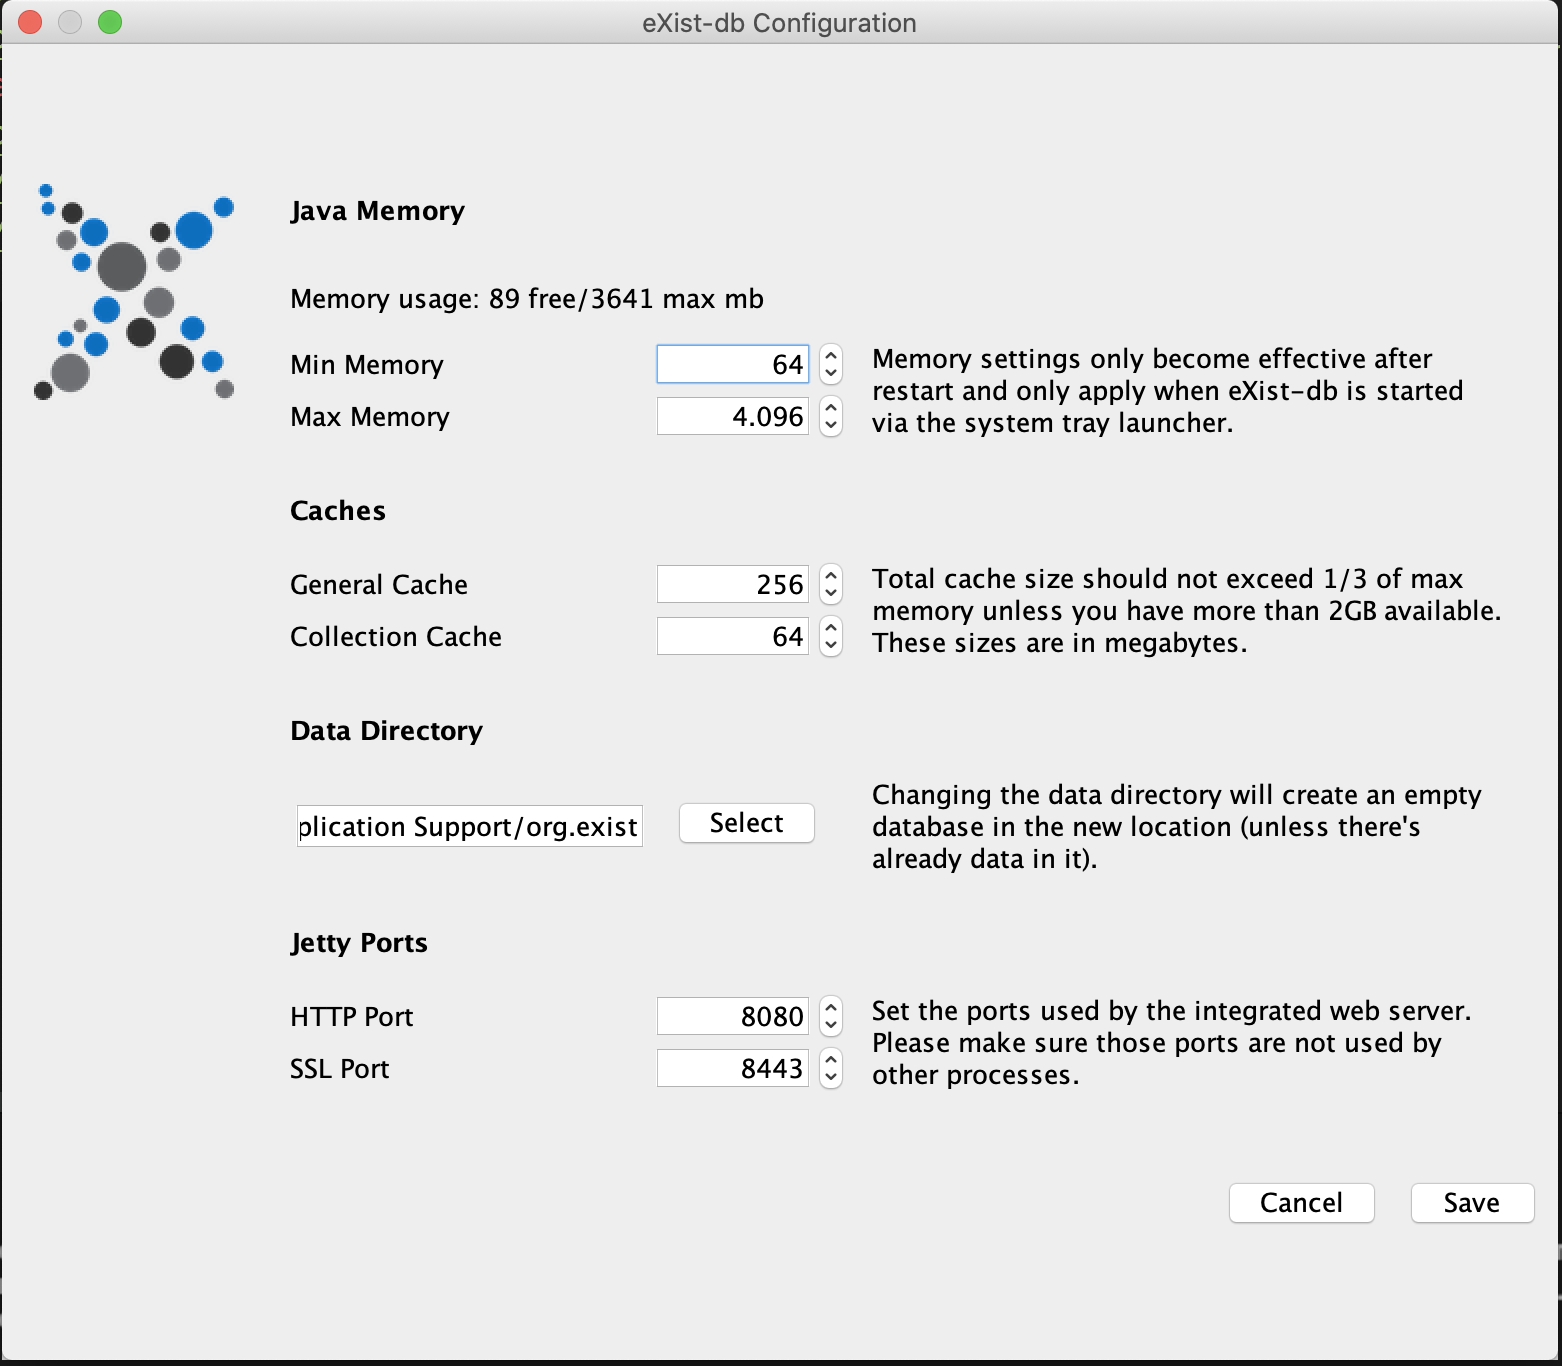 eXist-db Configuration
Java Memory
Memory usage: 89 free/3641 max mb
Min Memory
64
Max Memory
4.096
Memory settings only become effective after
restart and only apply when eXist-db is started
via the system tray launcher.
Caches
General Cache
256
Collection Cache
64
Total cache size should not exceed 1/3 of max
memory unless you have more than 2GB available.
These sizes are in megabytes.
Data Directory
plication Support/org.exist
Select
Changing the data directory will create an empty
database in the new location (unless there's
already data in it).
Jetty Ports
HTTP Port
8080
SSL Port
8443
Set the ports used by the integrated web server.
Please make sure those ports are not used by
other processes.
Cancel
Save